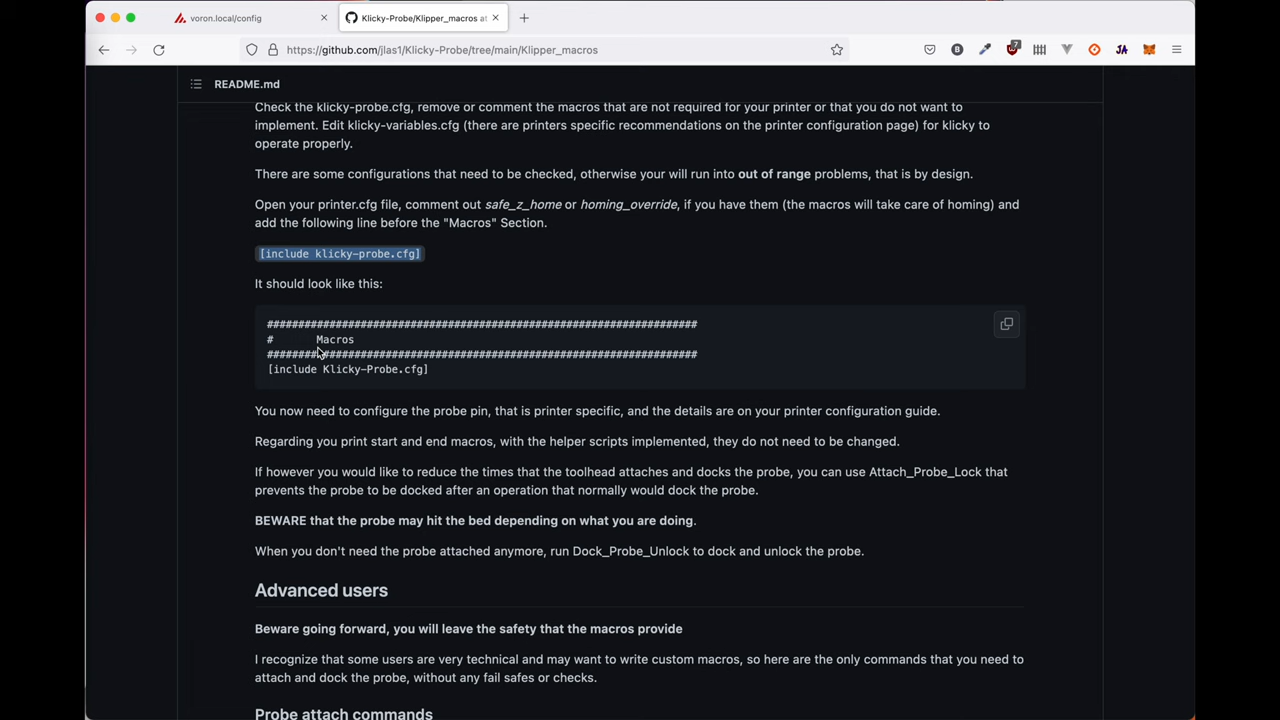 voron.local/config
Klicky-Probe/Klipper_macros at
https://github.com/jlas1/Klicky-Probe/tree/main/Klipper_macros
7
JA
README.md
Check the klicky-probe.cfg, remove or comment the macros that are not required for your printer or that you do not want to
implement. Edit klicky-variables.cfg (there are printers specific recommendations on the printer configuration page) for klicky to
operate properly.
There are some configurations that need to be checked, otherwise your will run into out of range problems, that is by design.
Open your printer.cfg file, comment out safe_z_home or homing_override, if you have them (the macros will take care of homing) and
add the following line before the "Macros" Section.
[include klicky-probe.cfg]
It should look like this:
#####################################################################
#       Macros
#####################################################################
[include Klicky-Probe.cfg]
You now need to configure the probe pin, that is printer specific, and the details are on your printer configuration guide.
Regarding you print start and end macros, with the helper scripts implemented, they do not need to be changed.
If however you would like to reduce the times that the toolhead attaches and docks the probe, you can use Attach_Probe_Lock that
prevents the probe to be docked after an operation that normally would dock the probe.
BEWARE that the probe may hit the bed depending on what you are doing.
When you don't need the probe attached anymore, run Dock_Probe_Unlock to dock and unlock the probe.
Advanced users
Beware going forward, you will leave the safety that the macros provide
I recognize that some users are very technical and may want to write custom macros, so here are the only commands that you need to
attach and dock the probe, without any fail safes or checks.
Probe attach commands